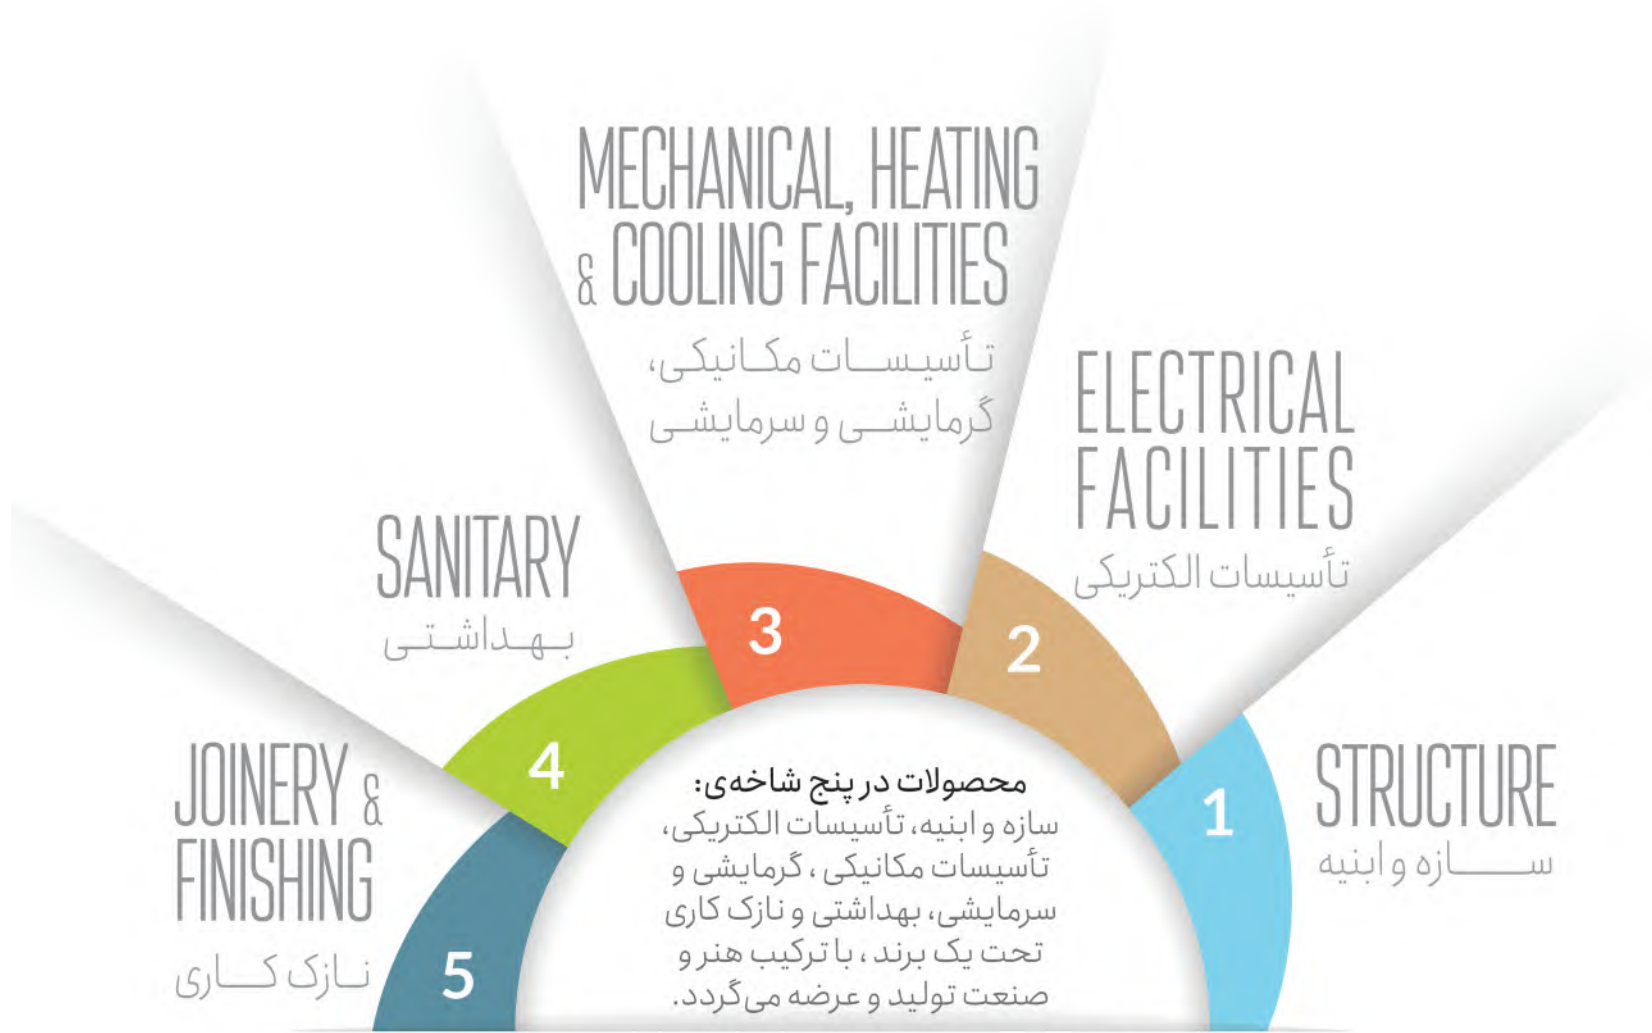 MECHANICAL, HEATING
& COOLING FACILITIES
تأسیسات مکانیکی،
گرمایشی و سرمایشی
3
ELECTRICAL
FACILITIES
تأسیسات الکتریکی
2
SANITARY
بهداشتی
4
STRUCTURE
سازه و ابنیه
1
JOINERY &
FINISHING
نازک کاری
5
محصولات در پنج شاخه‌ی:
سازه و ابنیه، تأسیسات الکتریکی،
تأسیسات مکانیکی ، گرمایشی و
سرمایشی، بهداشتی و نازک کاری
تحت یک برند ، با ترکیب هنر و
صنعت تولید و عرضه می‌گردد.